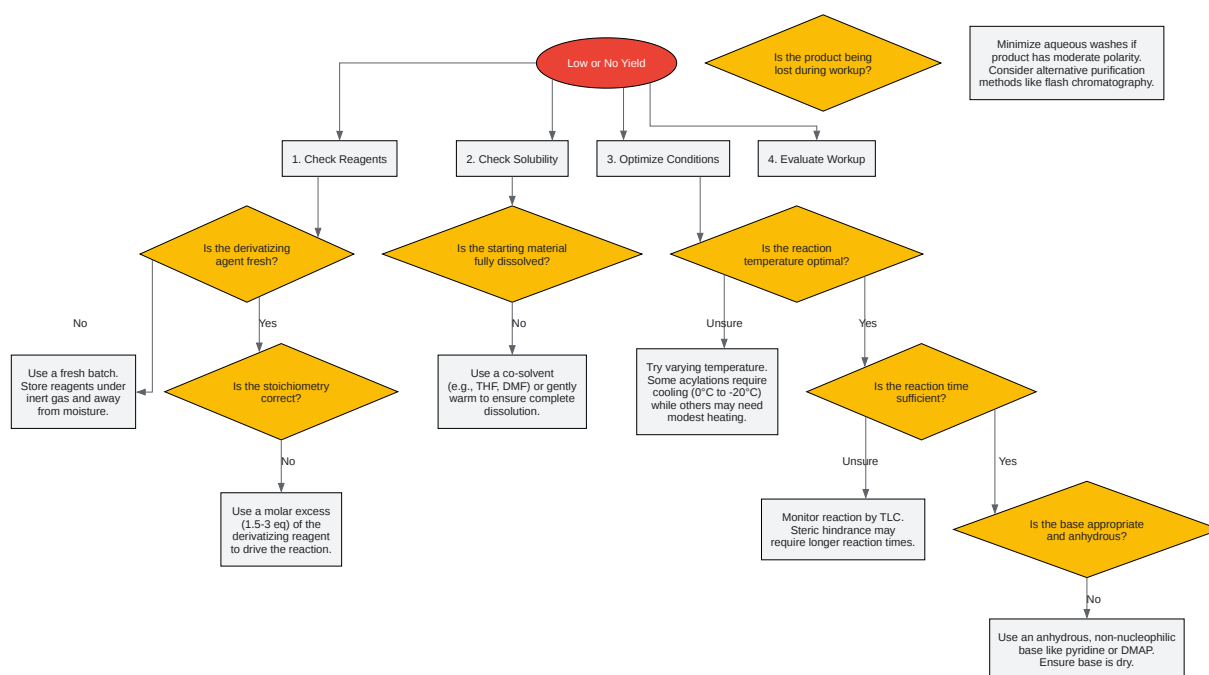 Low or No Yield
Is the product being
lost during workup?
Minimize aqueous washes if
product has moderate polarity.
Consider alternative purification
methods like flash chromatography.
1. Check Reagents
2. Check Solubility
3. Optimize Conditions
4. Evaluate Workup
Is the derivatizing
agent fresh?
Is the starting material
fully dissolved?
Is the reaction
temperature optimal?
No
Yes
No
Unsure
Yes
Use a fresh batch.
Store reagents under
inert gas and away
from moisture.
Is the stoichiometry
correct?
Use a co-solvent
(e.g., THF, DMF) or gently
warm to ensure complete
dissolution.
Try varying temperature.
Some acylations require
cooling (0°C to -20°C)
while others may need
modest heating.
Is the reaction time
sufficient?
No
Unsure
Yes
Use a molar excess
(1.5-3 eq) of the
derivatizing reagent
to drive the reaction.
Monitor reaction by TLC.
Steric hindrance may
require longer reaction times.
Is the base appropriate
and anhydrous?
No
Use an anhydrous, non-nucleophilic
base like pyridine or DMAP.
Ensure base is dry.